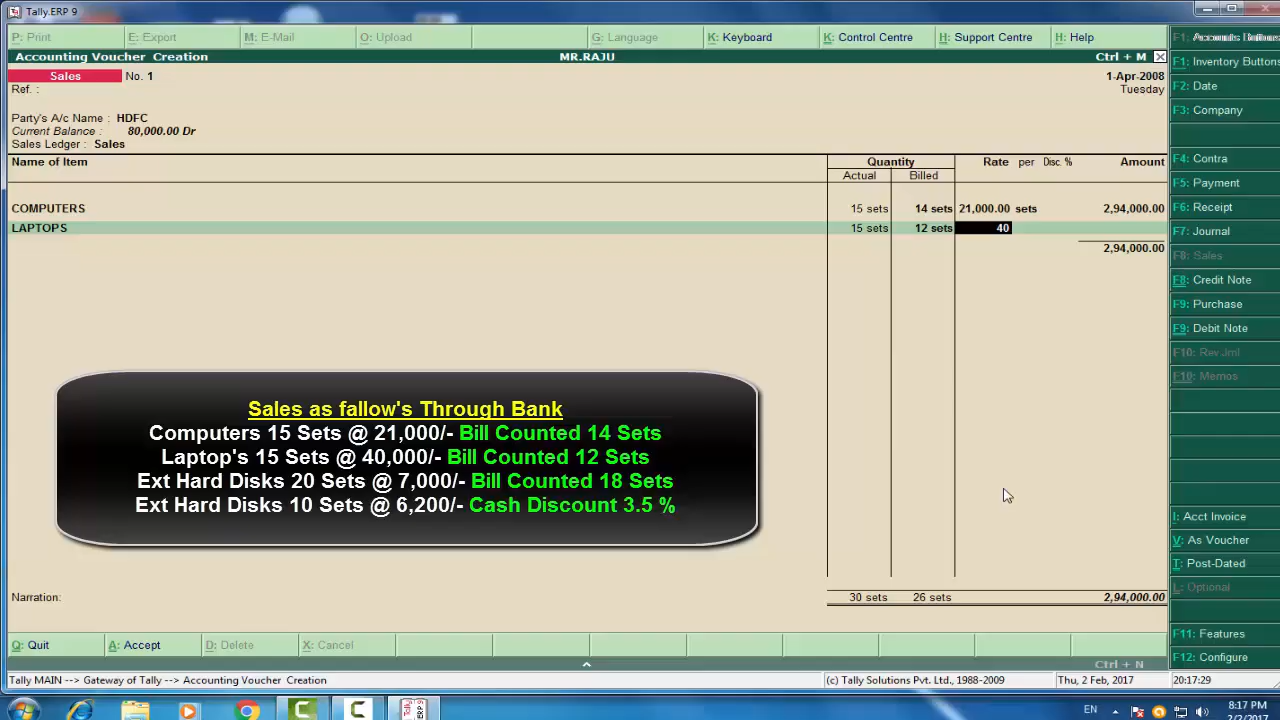 Tally.ERP 9
P: Print E: Export M: E-Mail O: Upload G: Language K: Keyboard K: Control Centre H: Support Centre H: Help
Accounting Voucher Creation MR.RAJU Ctrl + M
Sales No. 1 1-Apr-2008
Ref. : Tuesday
Party's A/c Name : HDFC
Current Balance : 80,000.00 Dr
Sales Ledger : Sales
Name of Item Quantity Rate per Disc. % Amount
Actual Billed
COMPUTERS 15 sets 14 sets 21,000.00 sets 2,94,000.00
LAPTOPS 15 sets 12 sets 40
2,94,000.00
Sales as fallow's Through Bank
Computers 15 Sets @ 21,000/- Bill Counted 14 Sets
Laptop's 15 Sets @ 40,000/- Bill Counted 12 Sets
Ext Hard Disks 20 Sets @ 7,000/- Bill Counted 18 Sets
Ext Hard Disks 10 Sets @ 6,200/- Cash Discount 3.5 %
Narration: 30 sets 26 sets 2,94,000.00
Q: Quit A: Accept D: Delete X: Cancel
Ctrl + N
Tally MAIN --> Gateway of Tally --> Accounting Voucher Creation (c) Tally Solutions Pvt. Ltd., 1988-2009 Thu, 2 Feb, 2017 20:17:29
F1: Inventory Buttons
F2: Date
F3: Company
F4: Contra
F5: Payment
F6: Receipt
F7: Journal
F8: Sales
F8: Credit Note
F9: Purchase
F9: Debit Note
F10: Rev Jrnl
F10: Memos
I: Acct Invoice
V: As Voucher
T: Post-Dated
L: Optional
F11: Features
F12: Configure
EN 8:17 PM
2/2/2017